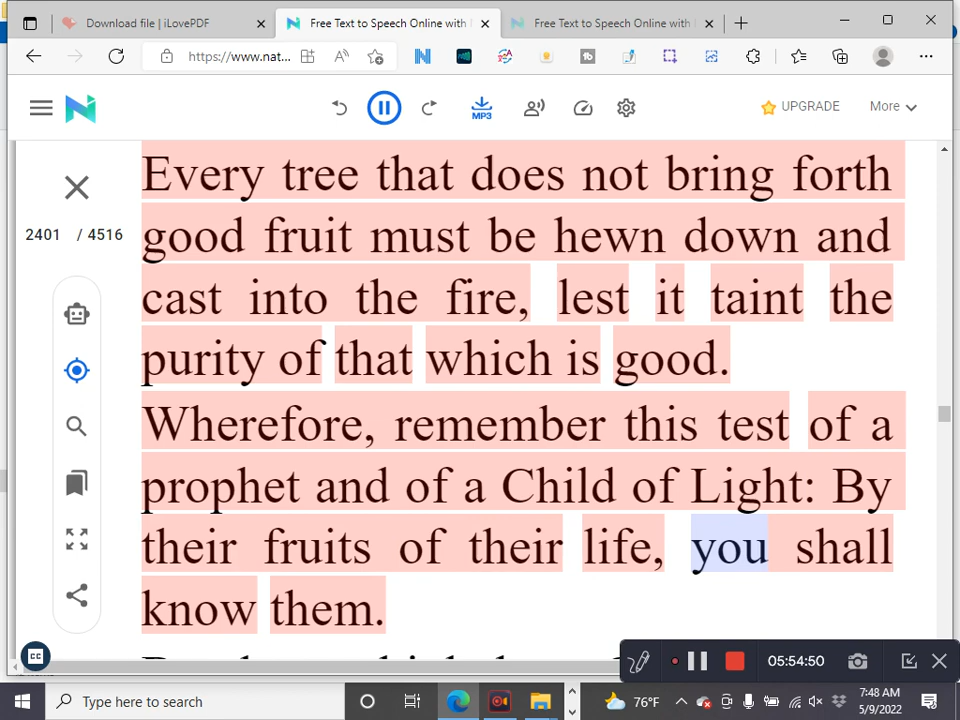 Download file | iLovePDF
Free Text to Speech Online with
Free Text to Speech Online with
https://www.nat...
MP3
UPGRADE
More
2401 / 4516
Every tree that does not bring forth
good fruit must be hewn down and
cast into the fire, lest it taint the
purity of that which is good.
Wherefore, remember this test of a
prophet and of a Child of Light: By
their fruits of their life, you shall
know them.
CC
05:54:50
Type here to search
76°F
7:48 AM
5/9/2022